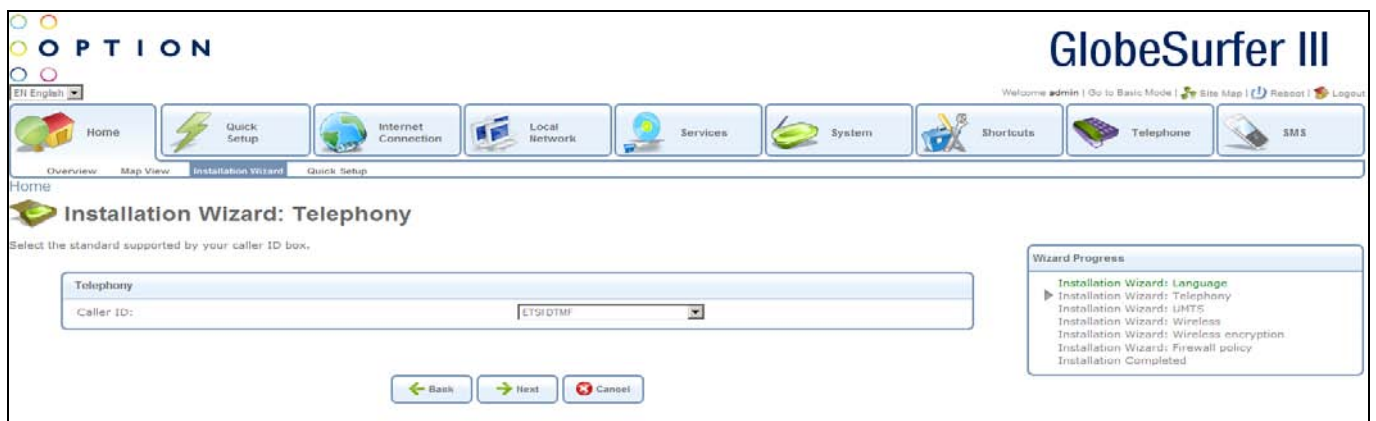 OPTION
GlobeSurfer III
EN English
Welcome admin | Go to Basic Mode | Site Map | Reboot | Logout
Home
Quick Setup
Internet Connection
Local Network
Services
System
Shortcuts
Telephone
SMS
Overview Map View Installation Wizard Quick Setup
Home
Installation Wizard: Telephony
Select the standard supported by your caller ID box.
Telephony
Caller ID: ETSI DTMF
Back Next Cancel
Wizard Progress
Installation Wizard: Language
Installation Wizard: Telephony
Installation Wizard: UMTS
Installation Wizard: Wireless
Installation Wizard: Wireless encryption
Installation Wizard: Firewall policy
Installation Completed